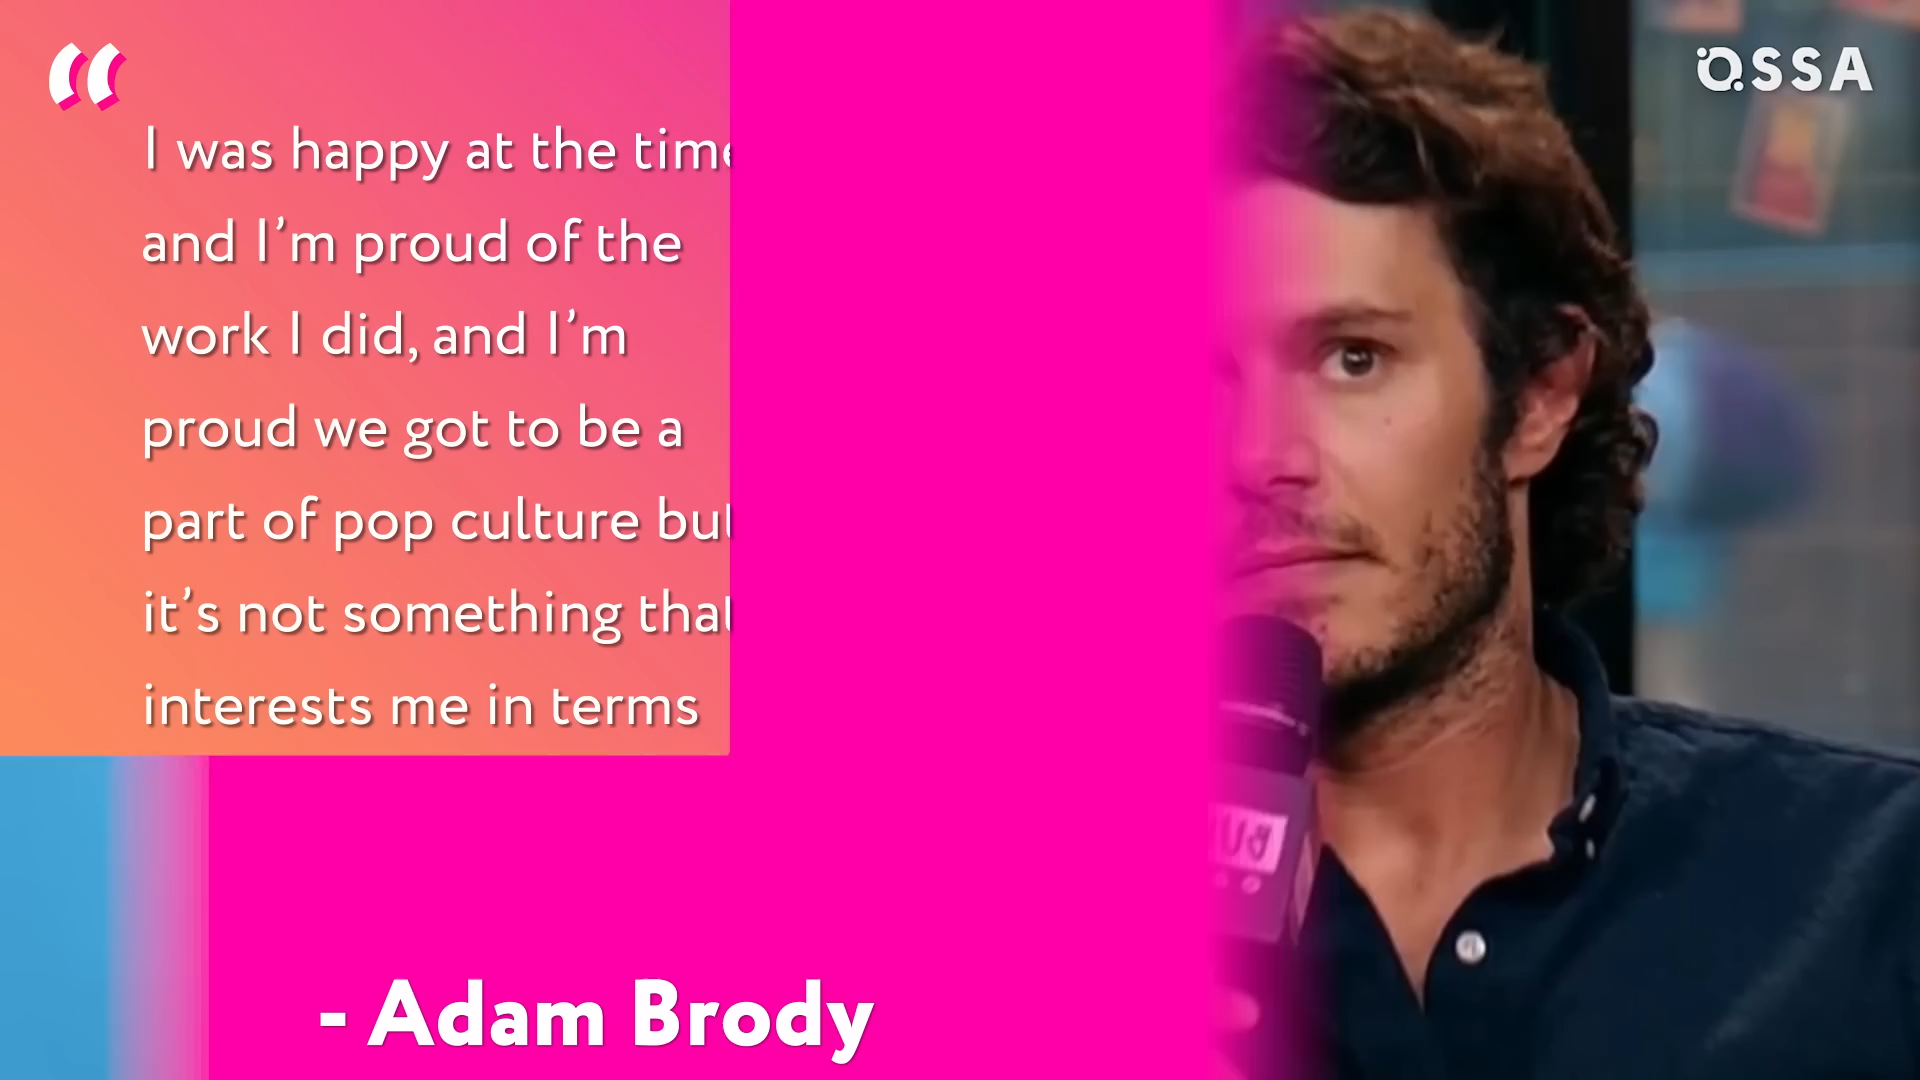 OSSA
I was happy at the time
and I’m proud of the
work I did, and I’m
proud we got to be a
part of pop culture but
it’s not something that
interests me in terms
- Adam Brody